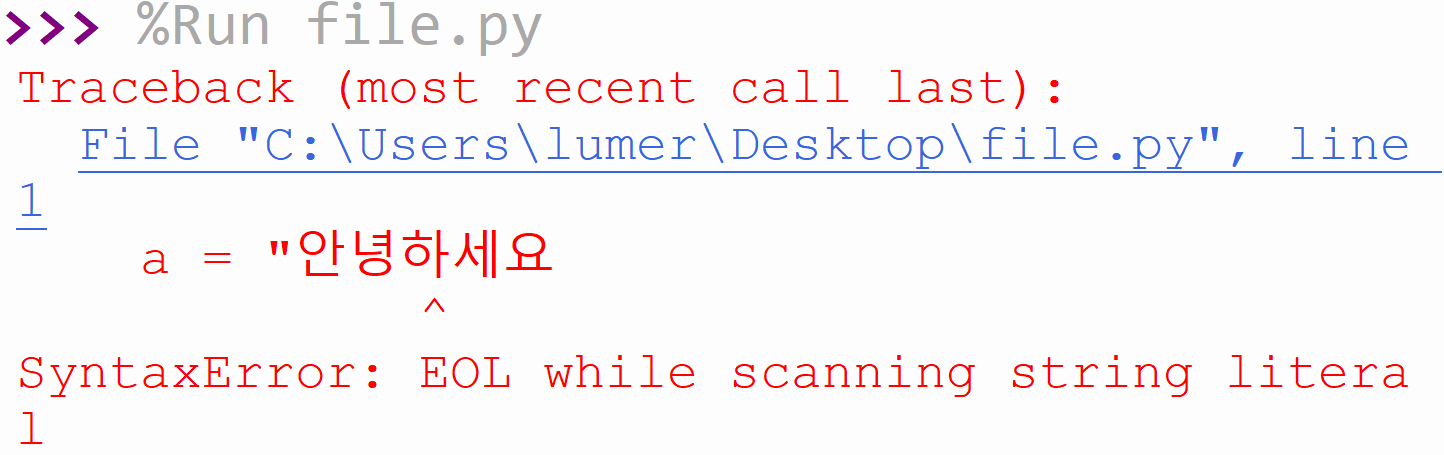 >>> %Run file.py
Traceback (most recent call last):
File "C:\Users\lumer\Desktop\file.py", line
1
a = "안녕하세요
^
SyntaxError: EOL while scanning string litera
l